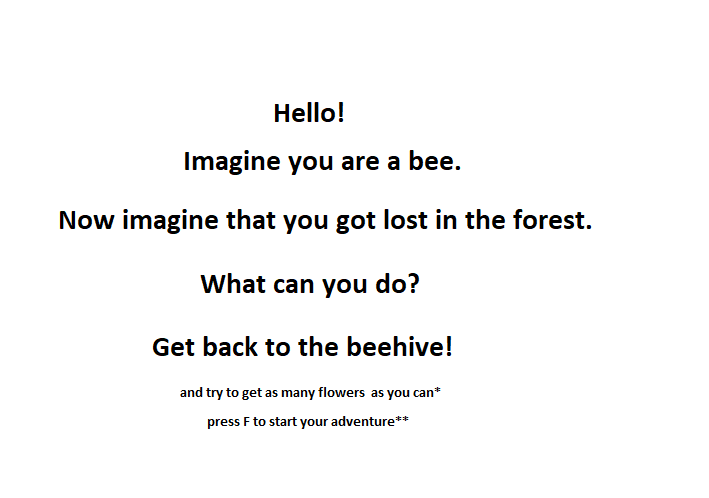 Hello!
Imagine you are a bee.
Now imagine that you got lost in the forest.
What can you do?
Get back to the beehive!
and try to get as many flowers  as you can*
press F to start your adventure**